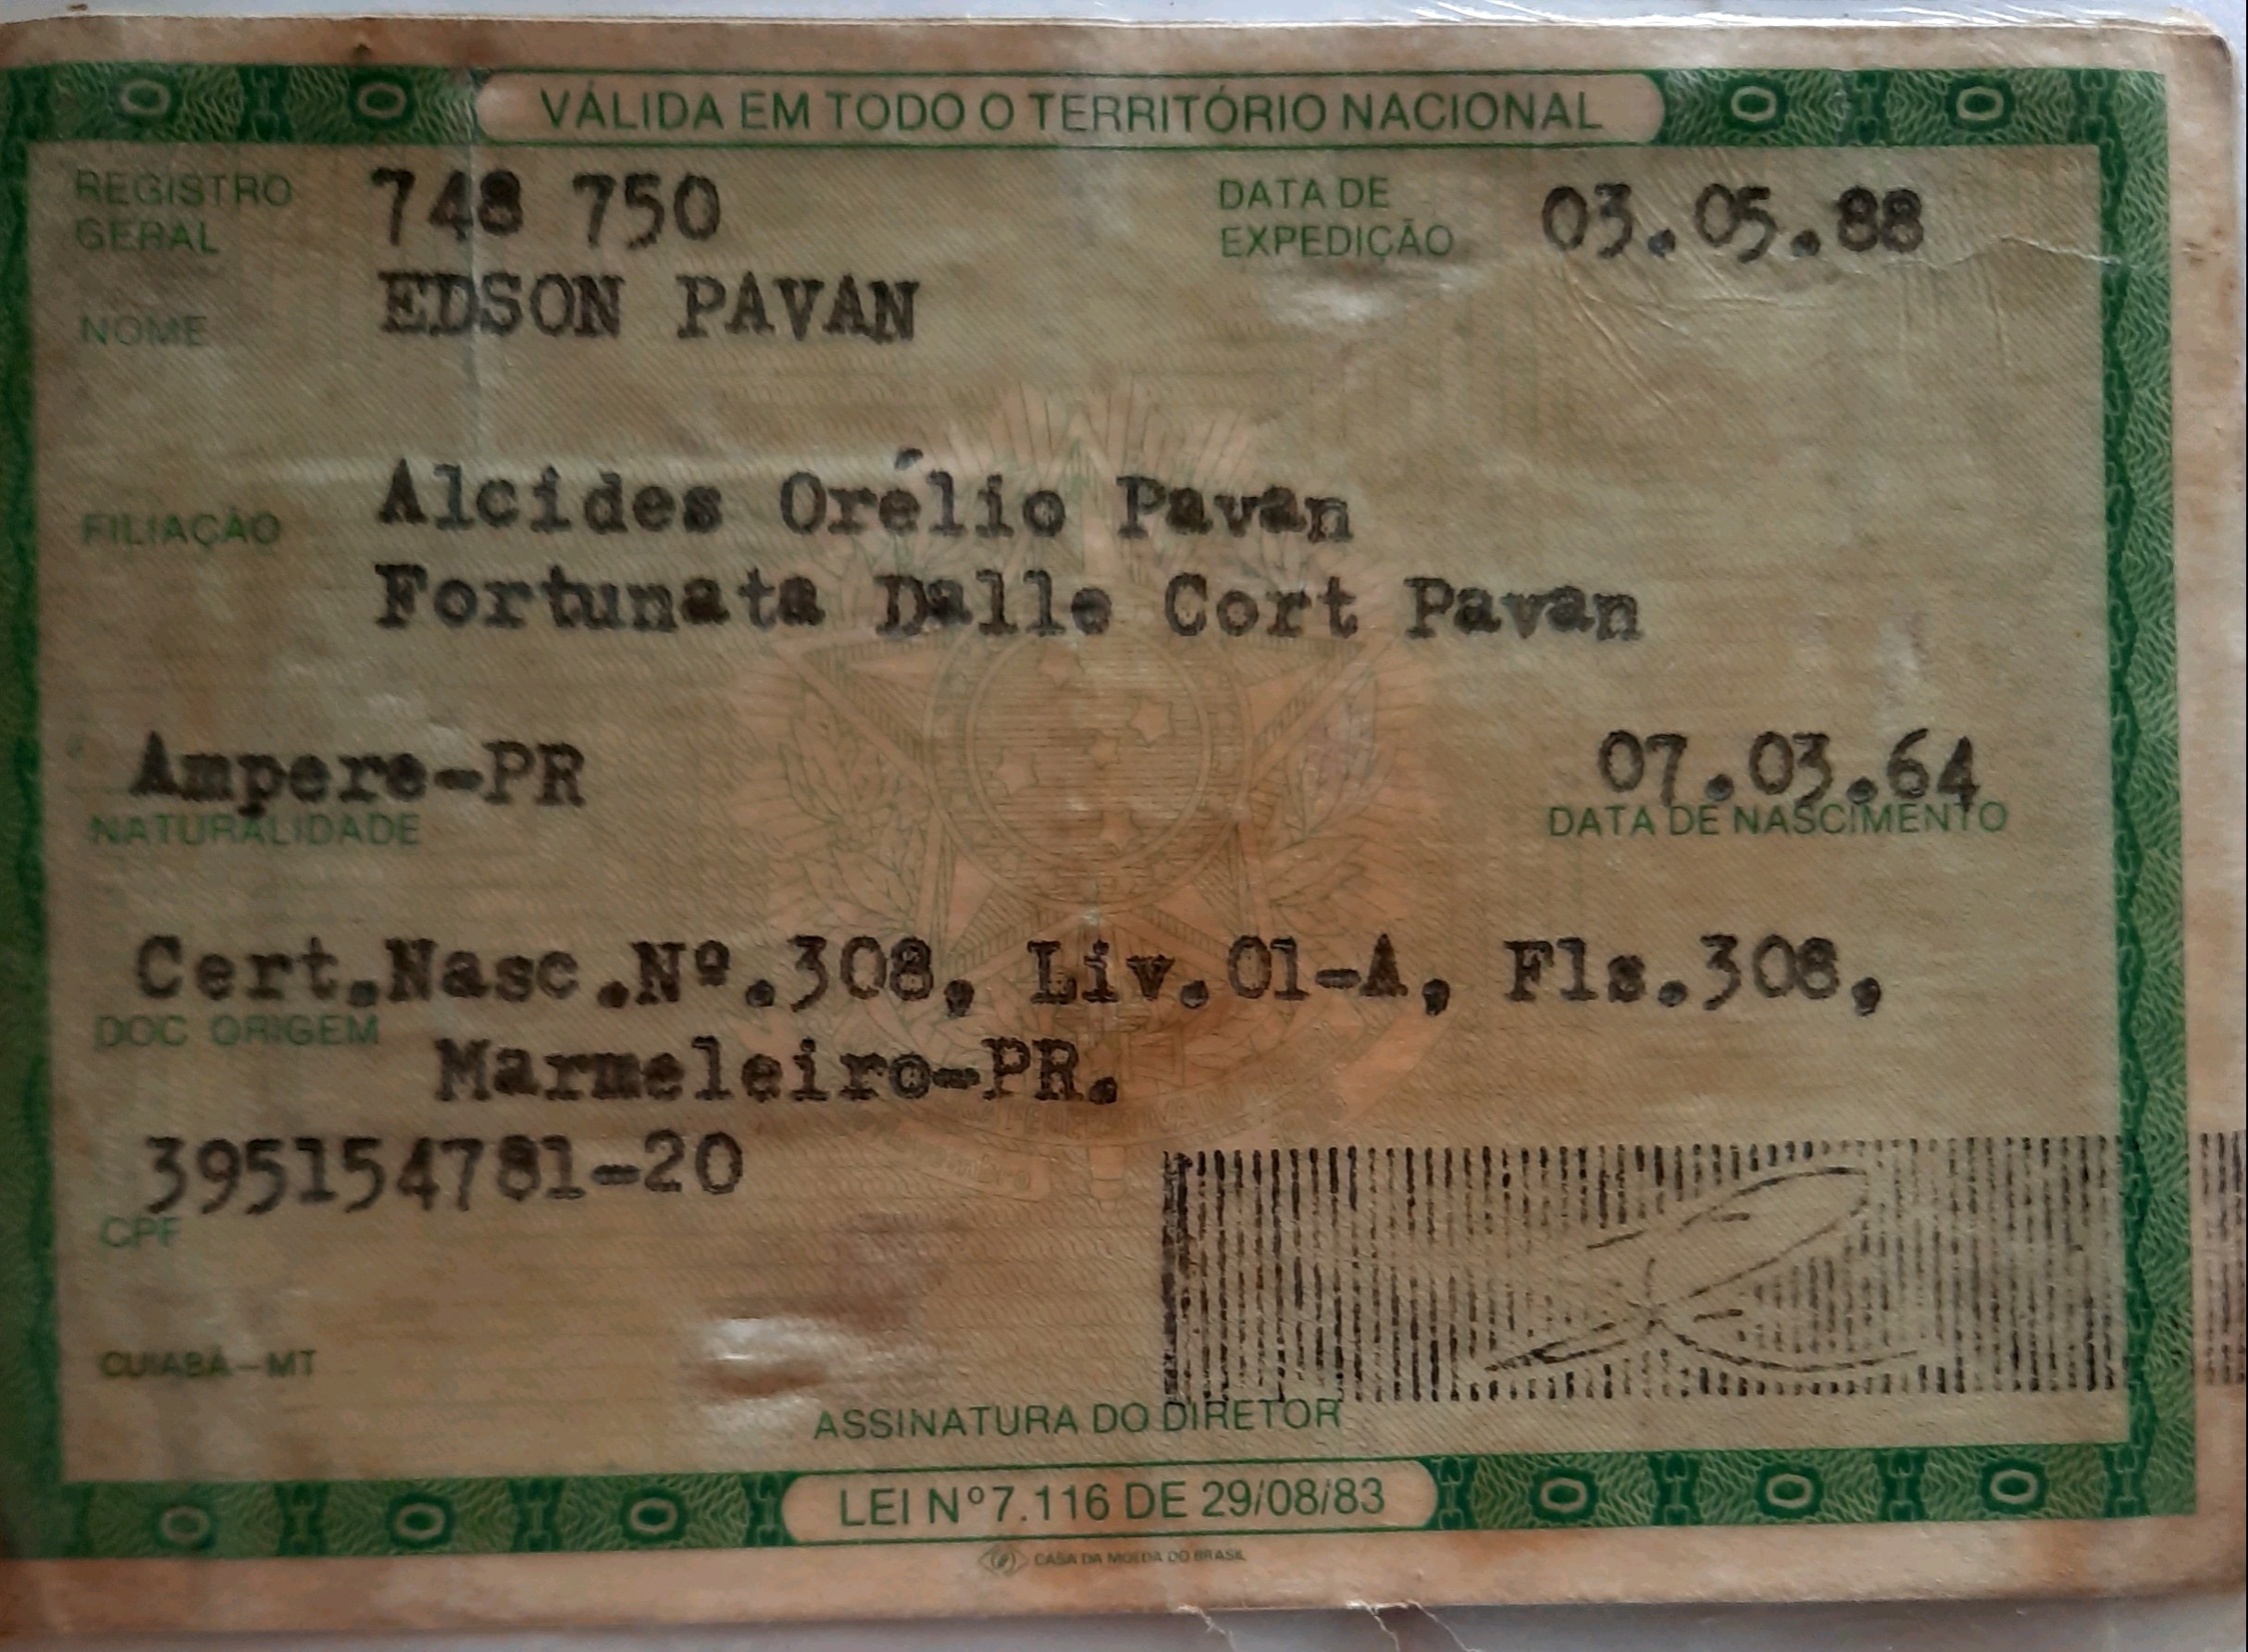 VÁLIDA EM TODO O TERRITÓRIO NACIONAL
REGISTRO GERAL 748 750 DATA DE EXPEDIÇÃO 03.05.88
NOME EDSON PAVAN
FILIAÇÃO Alcides Orélio Pavan
Fortunata Dalle Cort Pavan
Ampere-PR 07.03.64
NATURALIDADE DATA DE NASCIMENTO
Cert.Nasc.Nº.308, Liv.01-A, Fls.308,
DOC ORIGEM Marmeleiro-PR.
395154781-20
CPF
CUIABÁ-MT
ASSINATURA DO DIRETOR
LEI Nº7.116 DE 29/08/83
CASA DA MOEDA DO BRASIL